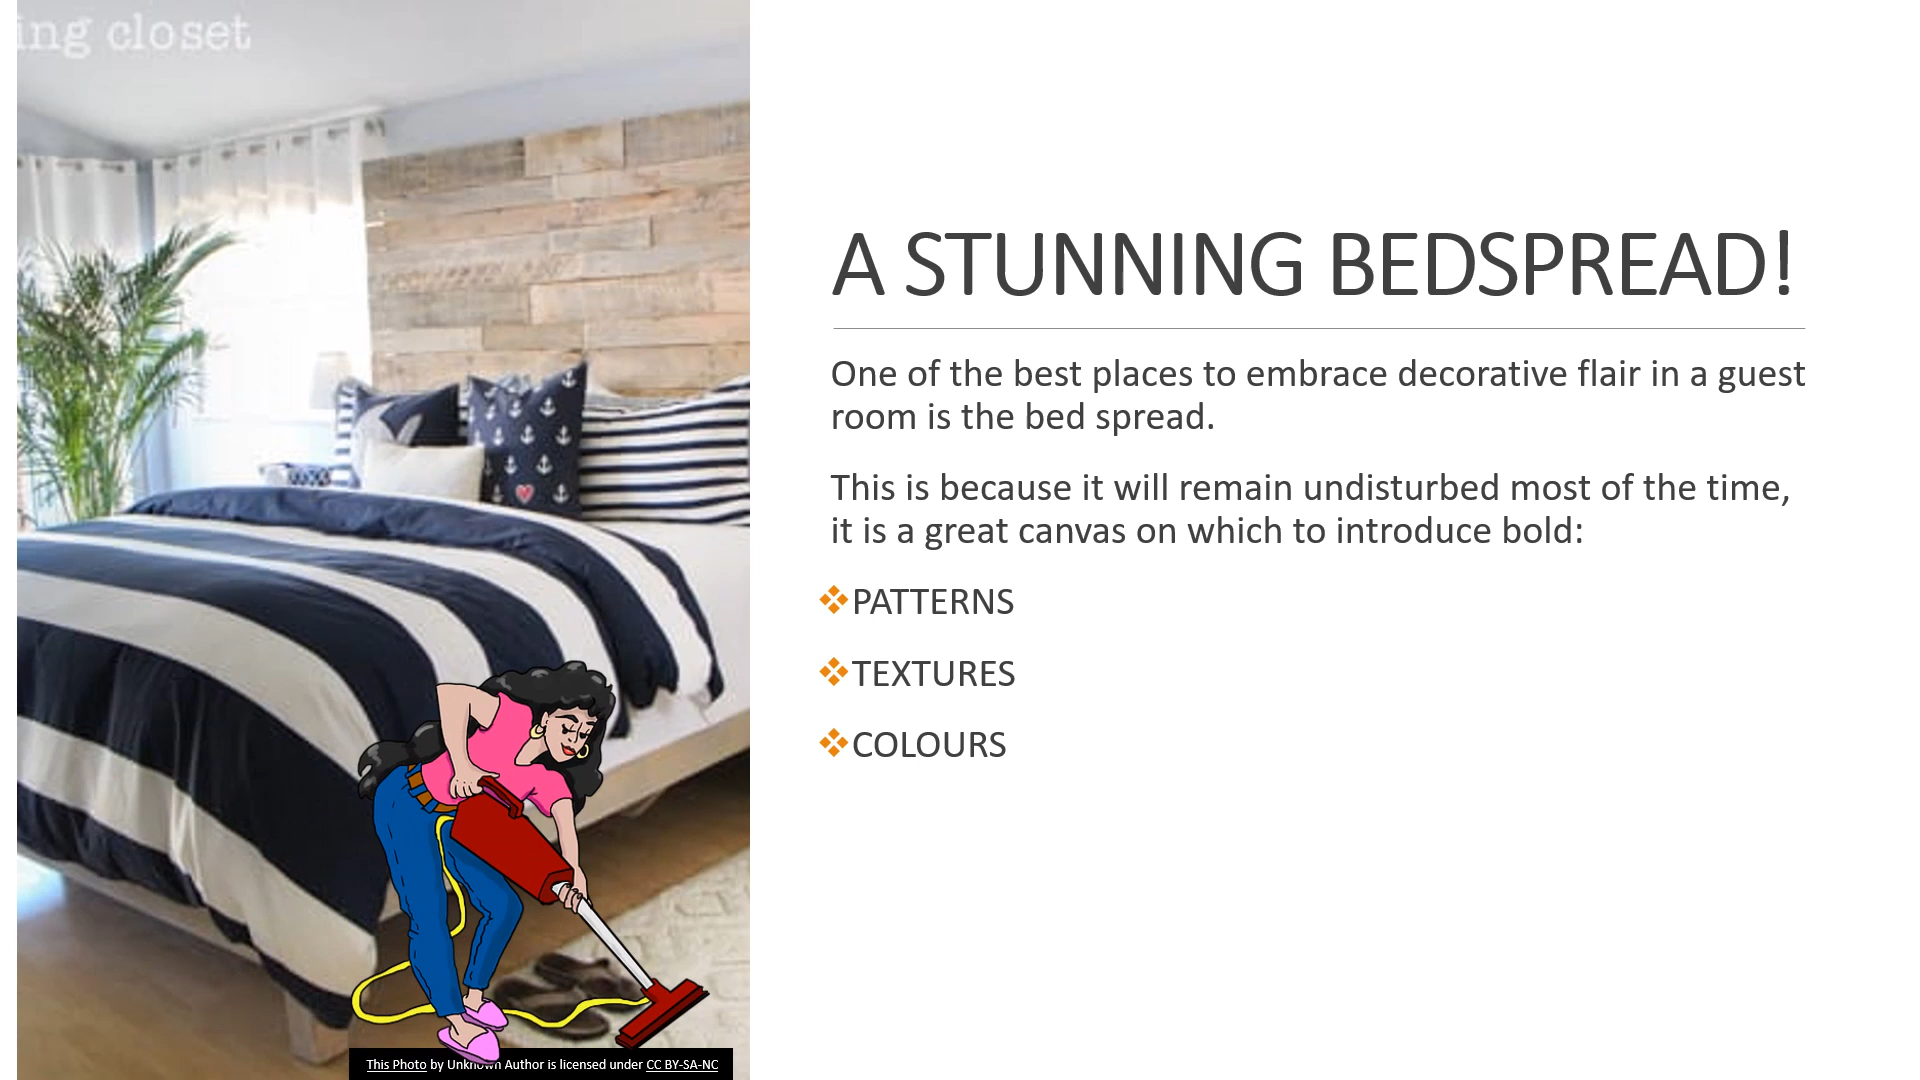 ing closet
A STUNNING BEDSPREAD!
One of the best places to embrace decorative flair in a guest
room is the bed spread.
This is because it will remain undisturbed most of the time,
it is a great canvas on which to introduce bold:
PATTERNS
TEXTURES
COLOURS
This Photo by Unknown Author is licensed under CC BY-SA-NC